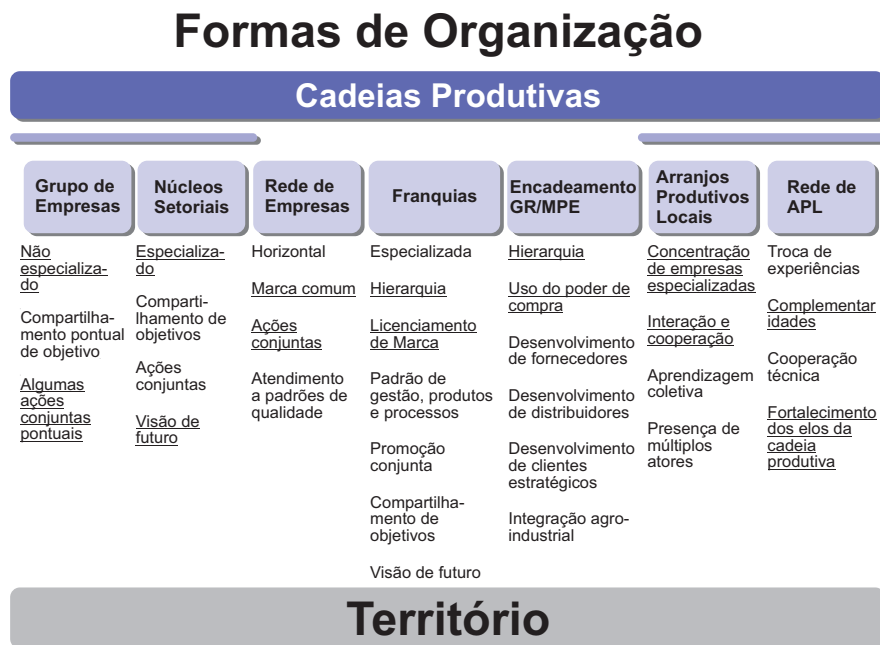 Formas de Organização
Cadeias Produtivas
Grupo de
Empresas
Não
especializa-
do
Compartilha-
mento pontual
de objetivo
Algumas
ações
conjuntas
pontuais
Núcleos
Setoriais
Especializa-
do
Comparti-
lhamento de
objetivos
Ações
conjuntas
Visão de
futuro
Rede de
Empresas
Horizontal
Marca comum
Ações
conjuntas
Atendimento
a padrões de
qualidade
Franquias
Especializada
Hierarquia
Licenciamento
de Marca
Padrão de
gestão, produtos
e processos
Promoção
conjunta
Compartilha-
mento de
objetivos
Visão de futuro
Encadeamento
GR/MPE
Hierarquia
Uso do poder de
compra
Desenvolvimento
de fornecedores
Desenvolvimento
de distribuidores
Desenvolvimento
de clientes
estratégicos
Integração agro-
industrial
Arranjos
Produtivos
Locais
Concentração
de empresas
especializadas
Interação e
cooperação
Aprendizagem
coletiva
Presença de
múltiplos
atores
Rede de
APL
Troca de
experiências
Complementar
idades
Cooperação
técnica
Fortalecimento
dos elos da
cadeia
produtiva
Território